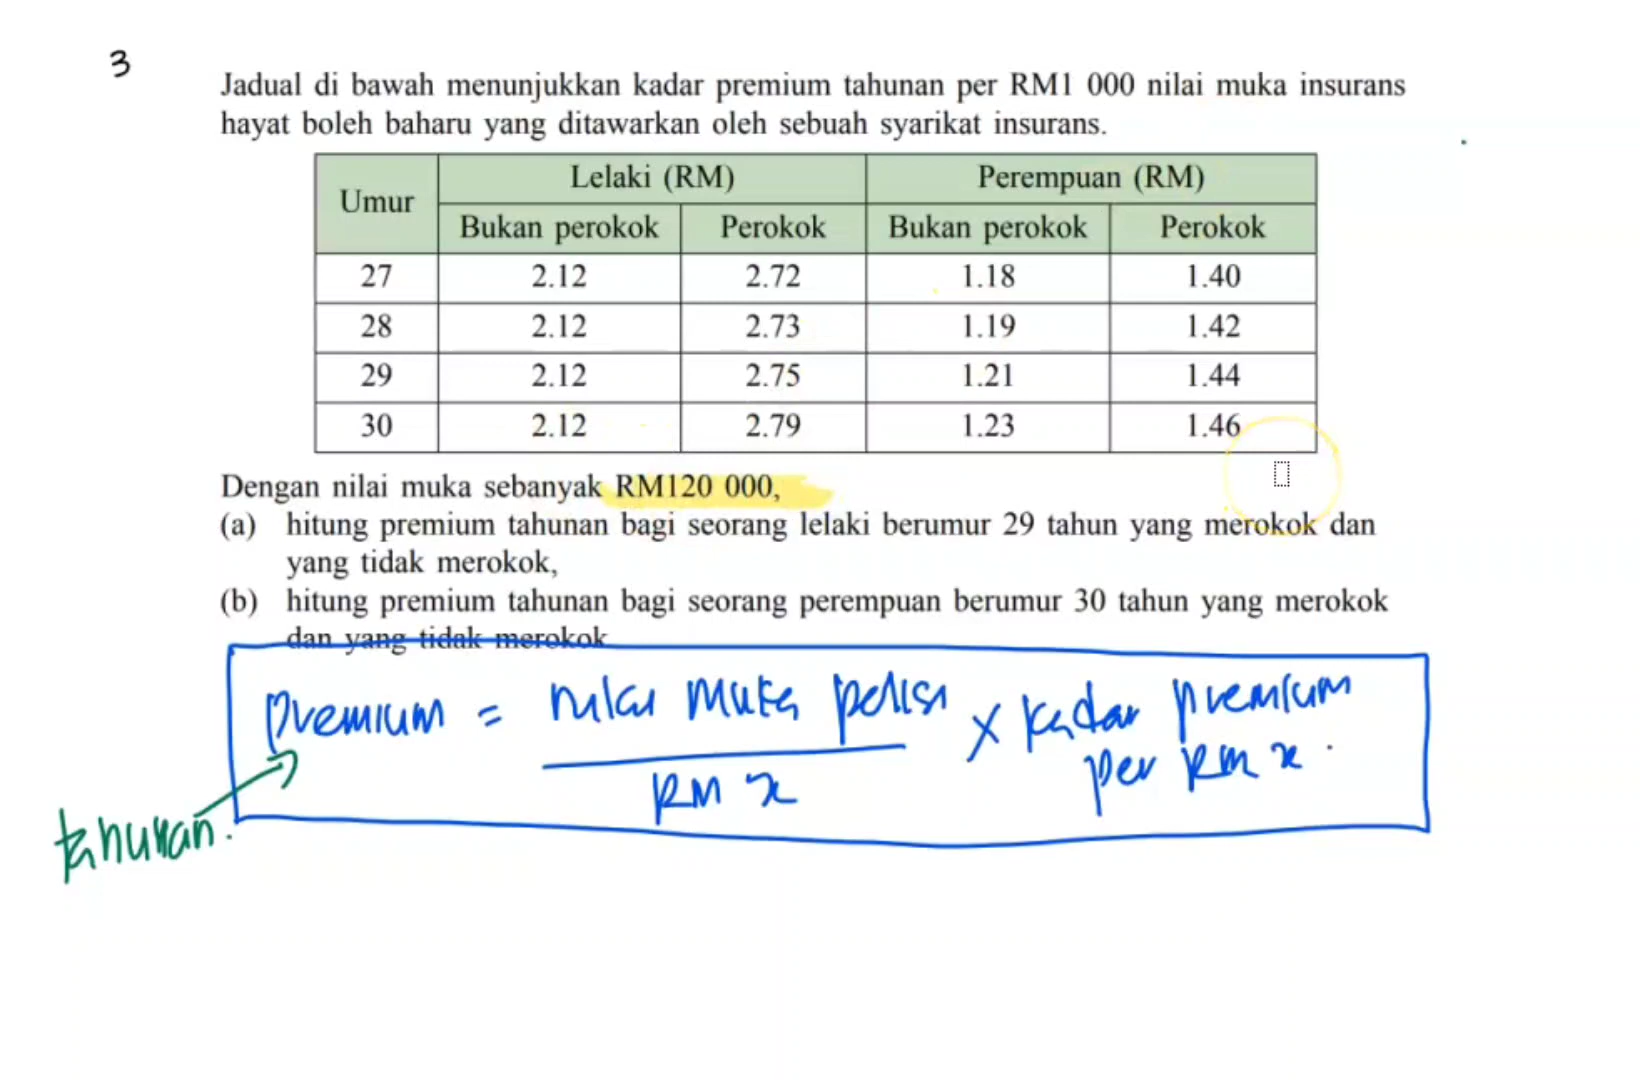 3
Jadual di bawah menunjukkan kadar premium tahunan per RM1 000 nilai muka insurans
hayat boleh baharu yang ditawarkan oleh sebuah syarikat insurans.
Umur Lelaki (RM) Perempuan (RM)
Bukan perokok Perokok Bukan perokok Perokok
27 2.12 2.72 1.18 1.40
28 2.12 2.73 1.19 1.42
29 2.12 2.75 1.21 1.44
30 2.12 2.79 1.23 1.46
Dengan nilai muka sebanyak RM120 000,
(a) hitung premium tahunan bagi seorang lelaki berumur 29 tahun yang merokok dan
yang tidak merokok,
(b) hitung premium tahunan bagi seorang perempuan berumur 30 tahun yang merokok
dan yang tidak merokok
premium = nilai muka polisi × kadar premium
RM x per RM x.
tahunan.